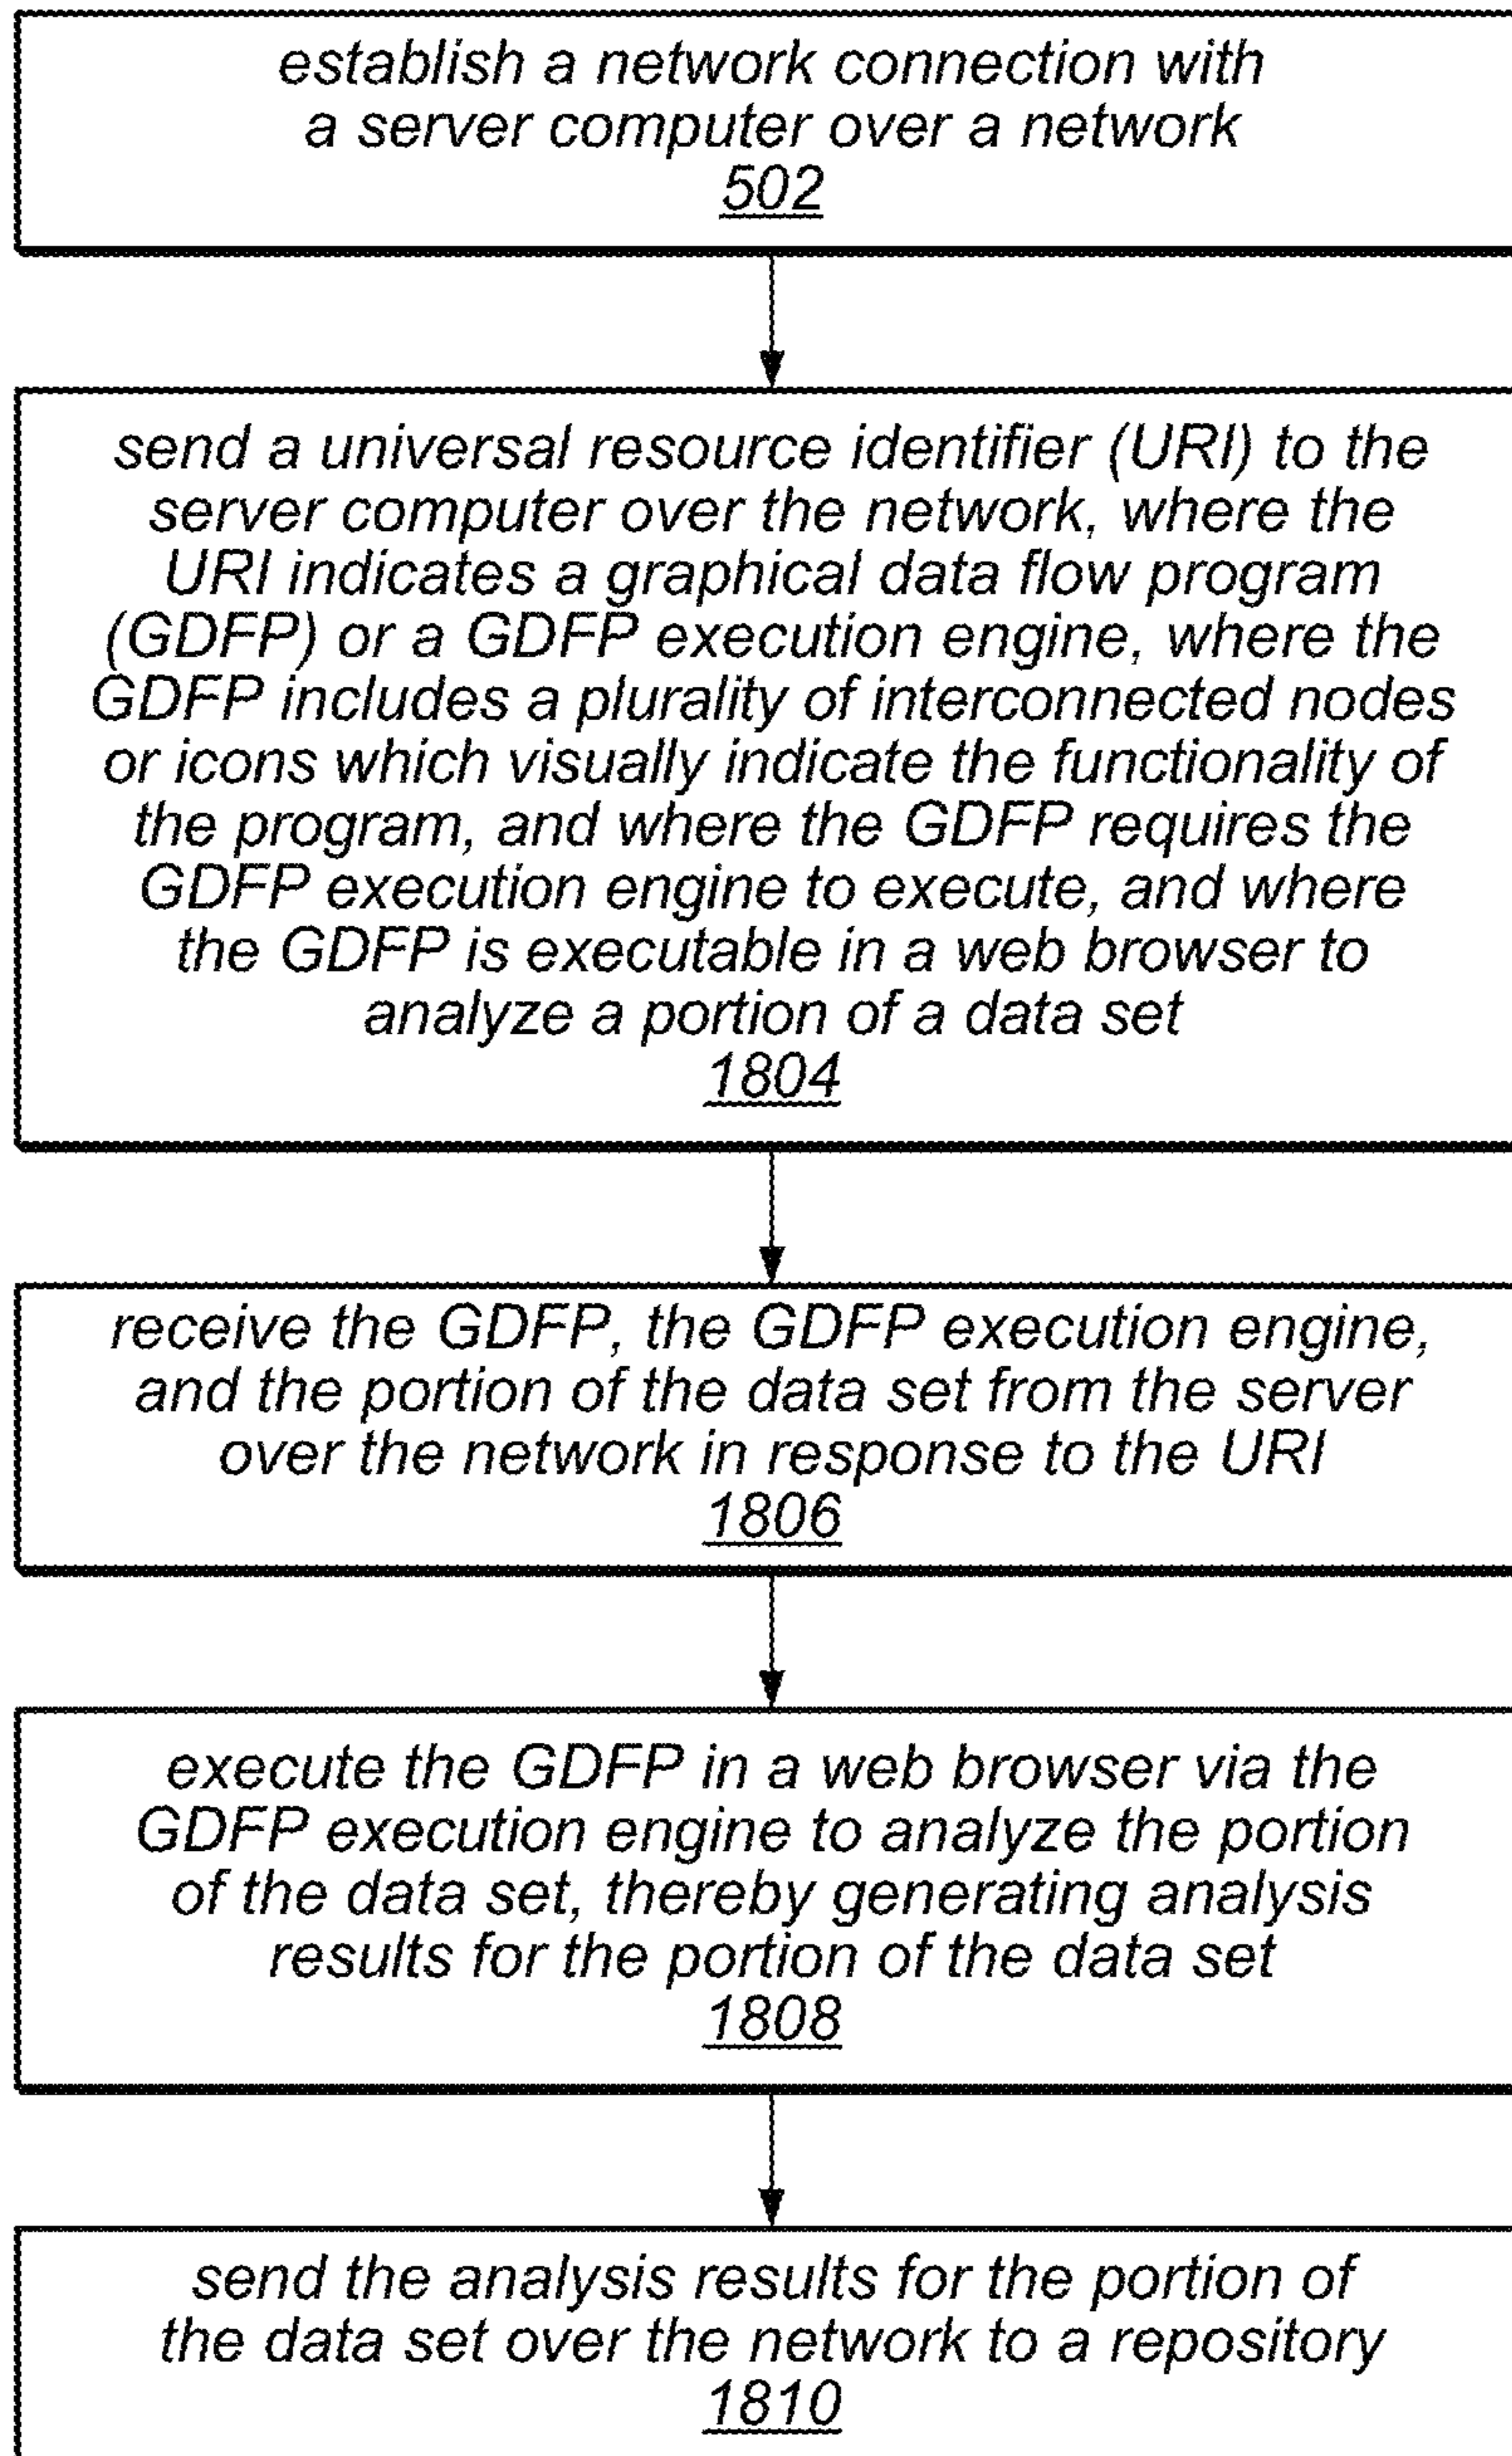 establish a network connection with
a server computer over a network
502
send a universal resource identifier (URI) to the
server computer over the network, where the
URI indicates a graphical data flow program
(GDFP) or a GDFP execution engine, where the
GDFP includes a plurality of interconnected nodes
or icons which visually indicate the functionality of
the program, and where the GDFP requires the
GDFP execution engine to execute, and where
the GDFP is executable in a web browser to
analyze a portion of a data set
1804
receive the GDFP, the GDFP execution engine,
and the portion of the data set from the server
over the network in response to the URI
1806
execute the GDFP in a web browser via the
GDFP execution engine to analyze the portion
of the data set, thereby generating analysis
results for the portion of the data set
1808
send the analysis results for the portion of
the data set over the network to a repository
1810